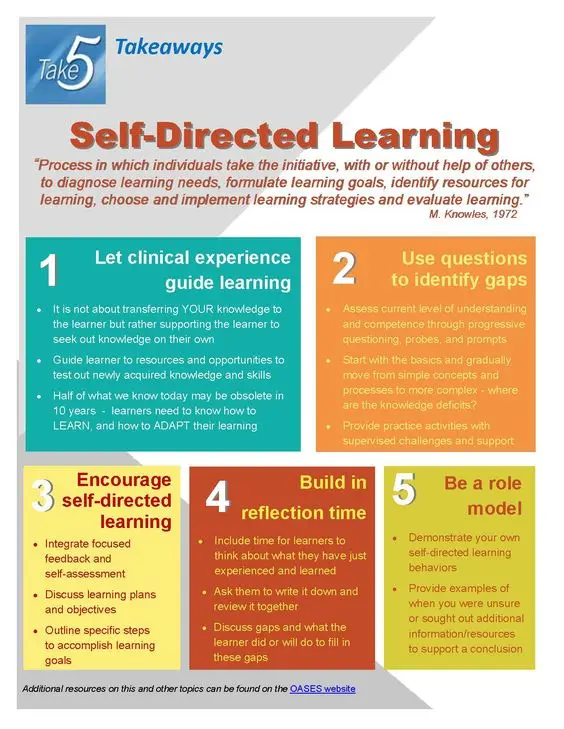 Take 5
Takeaways
Self-Directed Learning
“Process in which individuals take the initiative, with or without help of others,
to diagnose learning needs, formulate learning goals, identify resources for
learning, choose and implement learning strategies and evaluate learning.”
M. Knowles, 1972
1
Let clinical experience
guide learning
• It is not about transferring YOUR knowledge to
the learner but rather supporting the learner to
seek out knowledge on their own
• Guide learner to resources and opportunities to
test out newly acquired knowledge and skills
• Half of what we know today may be obsolete in
10 years - learners need to know how to
LEARN, and how to ADAPT their learning
2
Use questions
to identify gaps
• Assess current level of understanding
and competence through progressive
questioning, probes, and prompts
• Start with the basics and gradually
move from simple concepts and
processes to more complex - where
are the knowledge deficits?
• Provide practice activities with
supervised challenges and support
3
Encourage
self-directed
learning
• Integrate focused
feedback and
self-assessment
• Discuss learning plans
and objectives
• Outline specific steps
to accomplish learning
goals
4
Build in
reflection time
• Include time for learners to
think about what they have just
experienced and learned
• Ask them to write it down and
review it together
• Discuss gaps and what the
learner did or will do to fill in
these gaps
5
Be a role
model
• Demonstrate your own
self-directed learning
behaviors
• Provide examples of
when you were unsure
or sought out additional
information/resources
to support a conclusion
Additional resources on this and other topics can be found on the OASES website